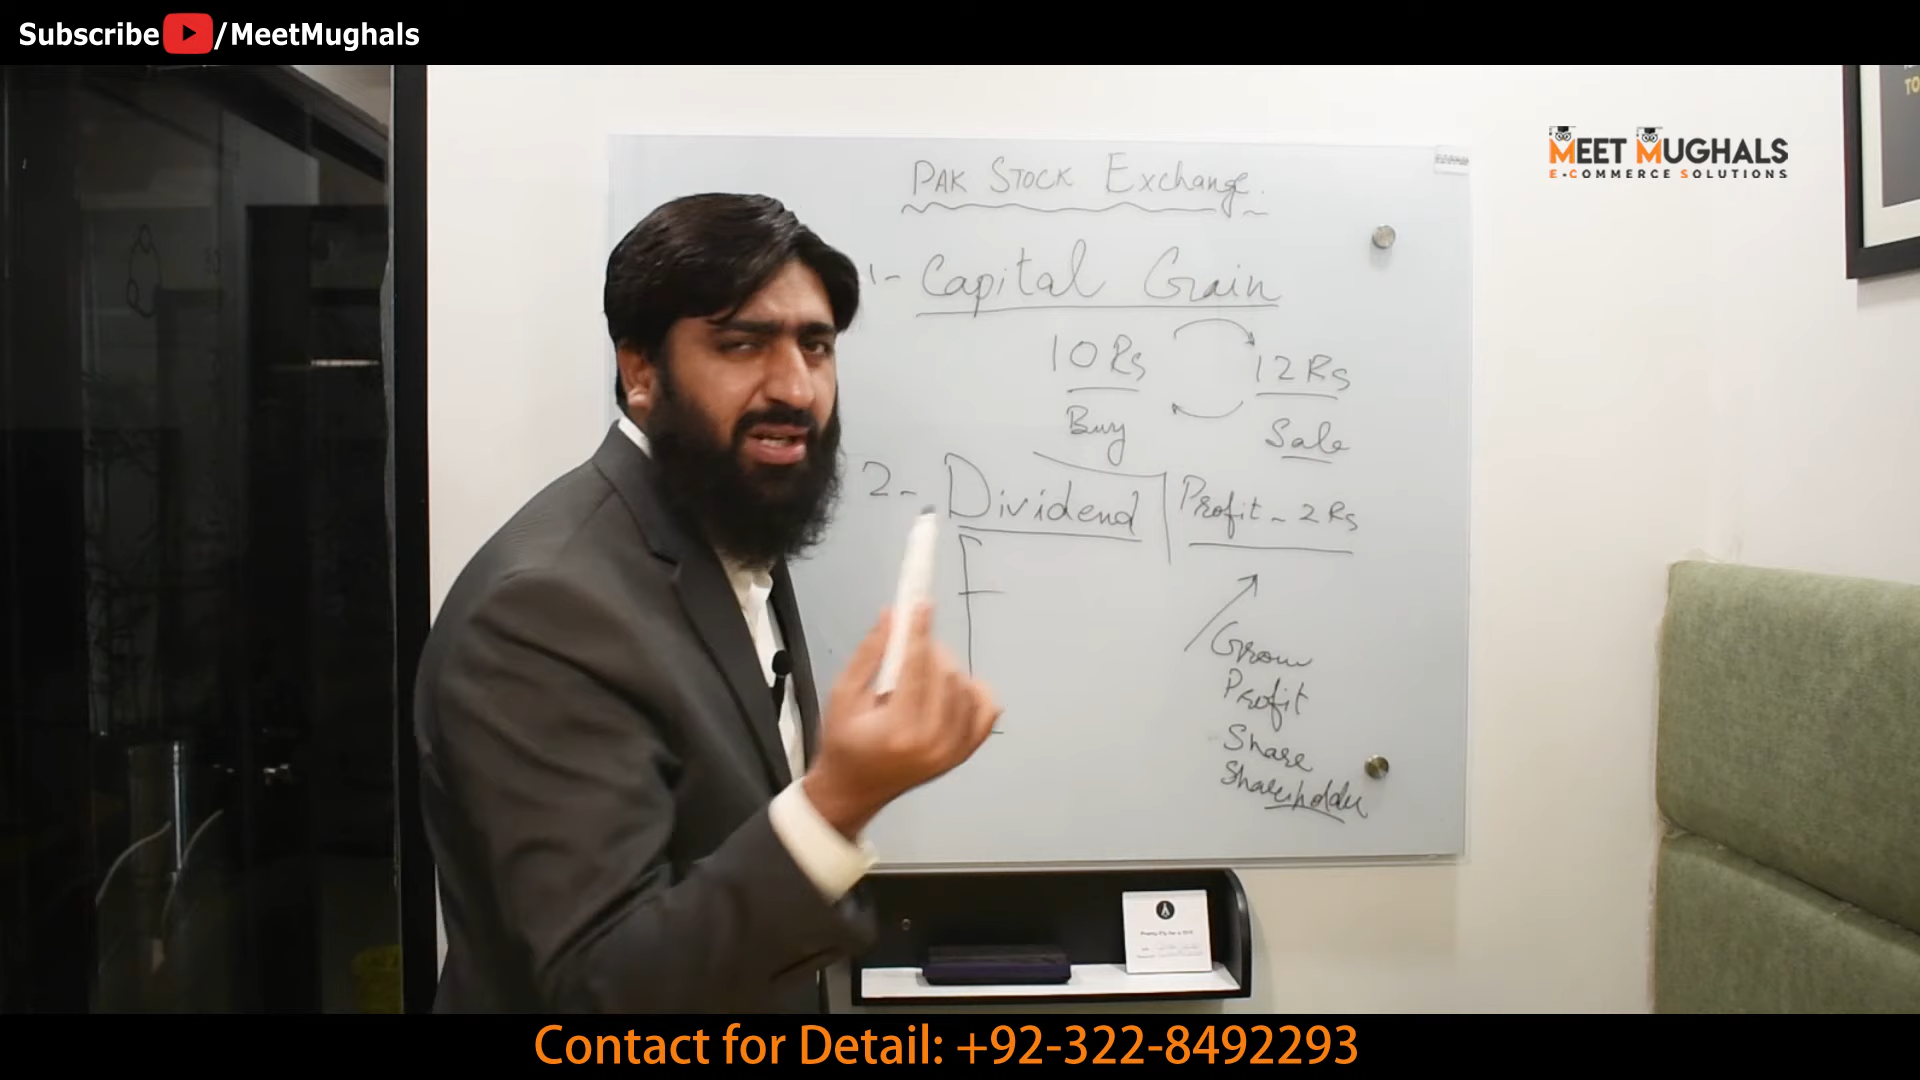 Subscribe /MeetMughals
MEET MUGHALS
E-COMMERCE SOLUTIONS
TO
PAK STOCK Exchange.
1- Capital Gain
10 Rs 12 Rs
Buy Sale
2- Dividend Profit - 2 Rs
Grow
Profit
Share
Shareholder
Contact for Detail: +92-322-8492293